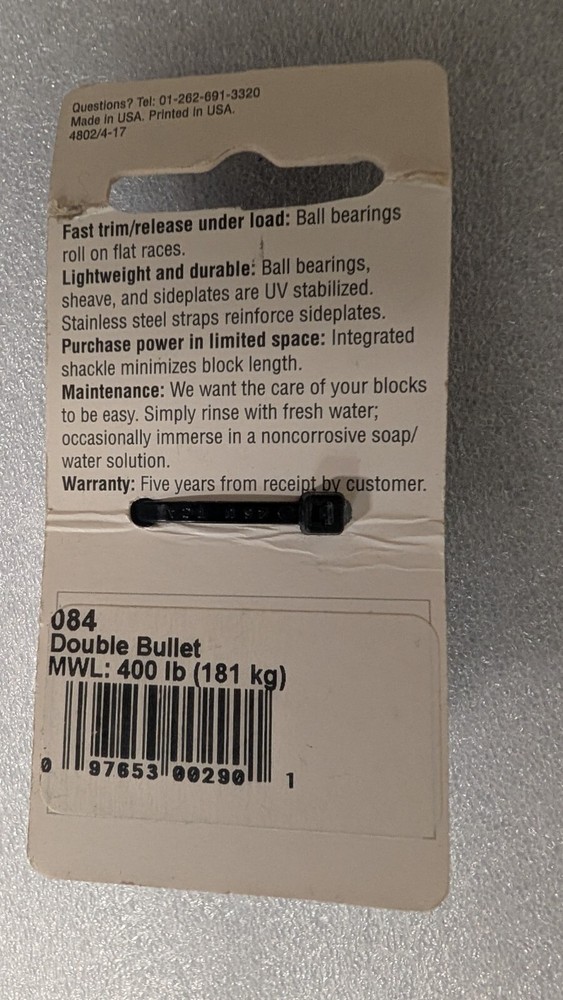 Questions? Tel: 01-262-691-3320
Made in USA. Printed in USA.
4802/4-17
Fast trim/release under load: Ball bearings
roll on flat races.
Lightweight and durable: Ball bearings,
sheave, and sideplates are UV stabilized.
Stainless steel straps reinforce sideplates.
Purchase power in limited space: Integrated
shackle minimizes block length.
Maintenance: We want the care of your blocks
to be easy. Simply rinse with fresh water;
occasionally immerse in a noncorrosive soap/
water solution.
Warranty: Five years from receipt by customer.
084
Double Bullet
MWL: 400 lb (181 kg)
0 97653 00290 1